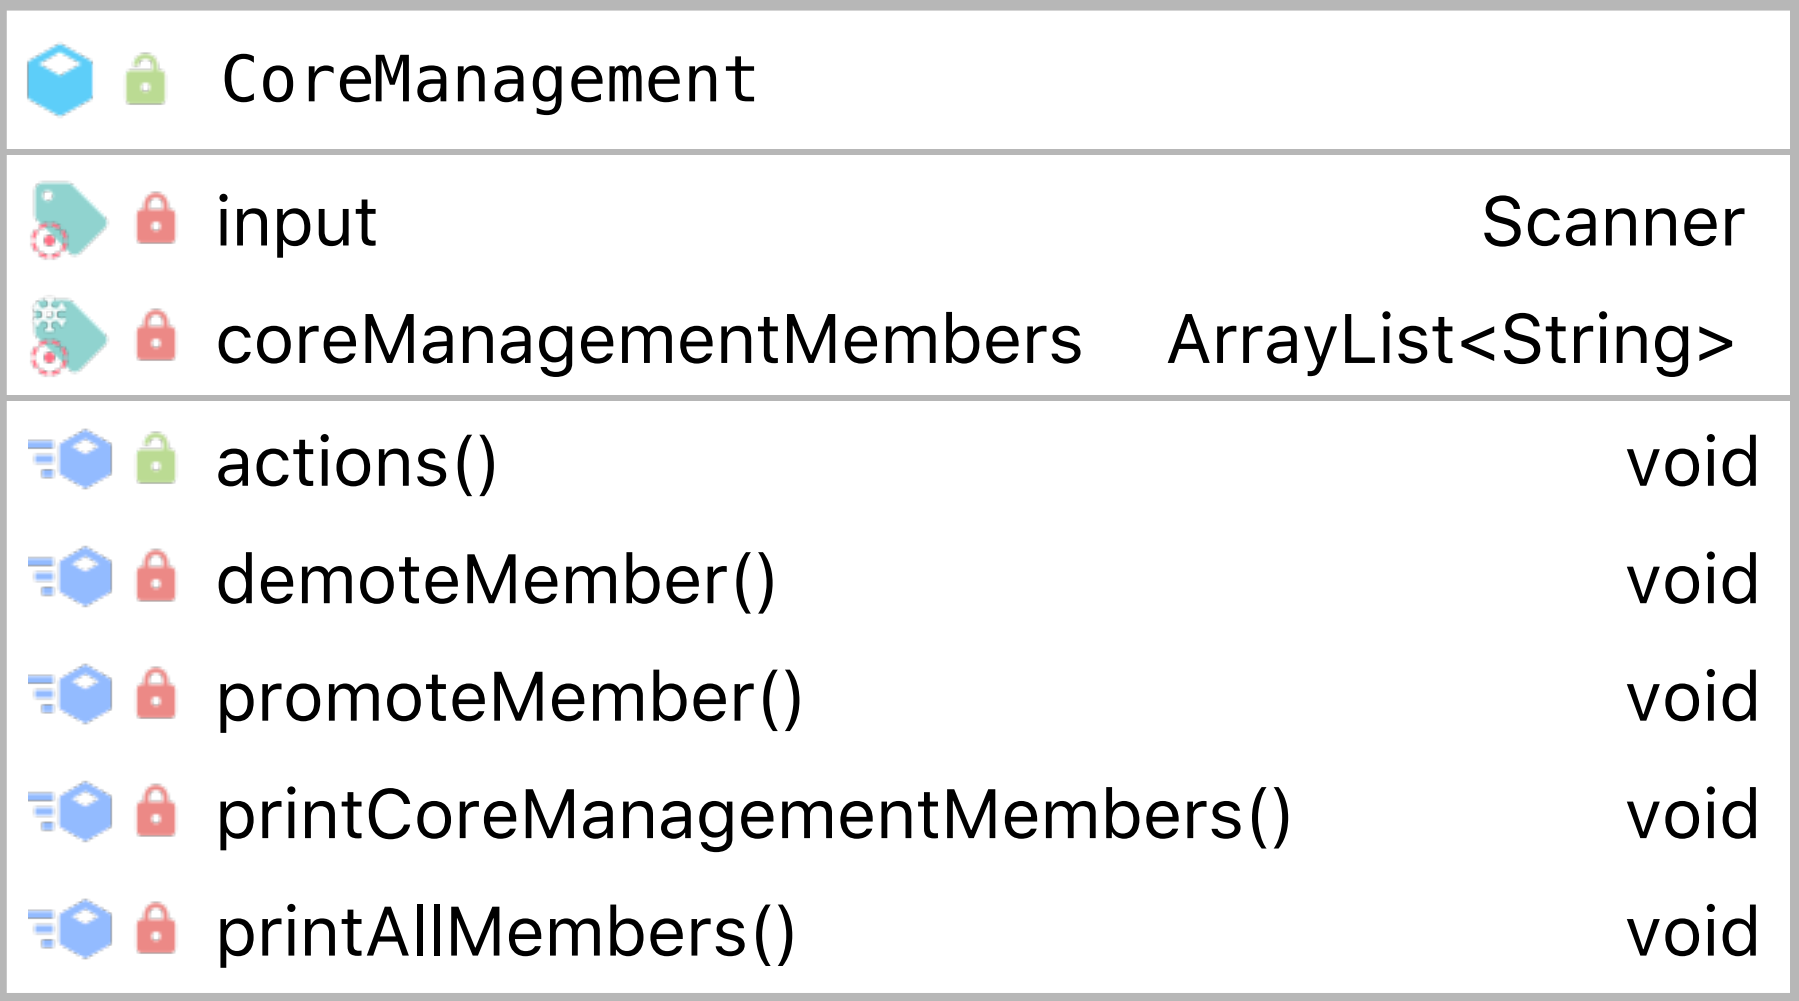 CoreManagement
input Scanner
coreManagementMembers ArrayList<String>
actions() void
demoteMember() void
promoteMember() void
printCoreManagementMembers() void
printAllMembers() void